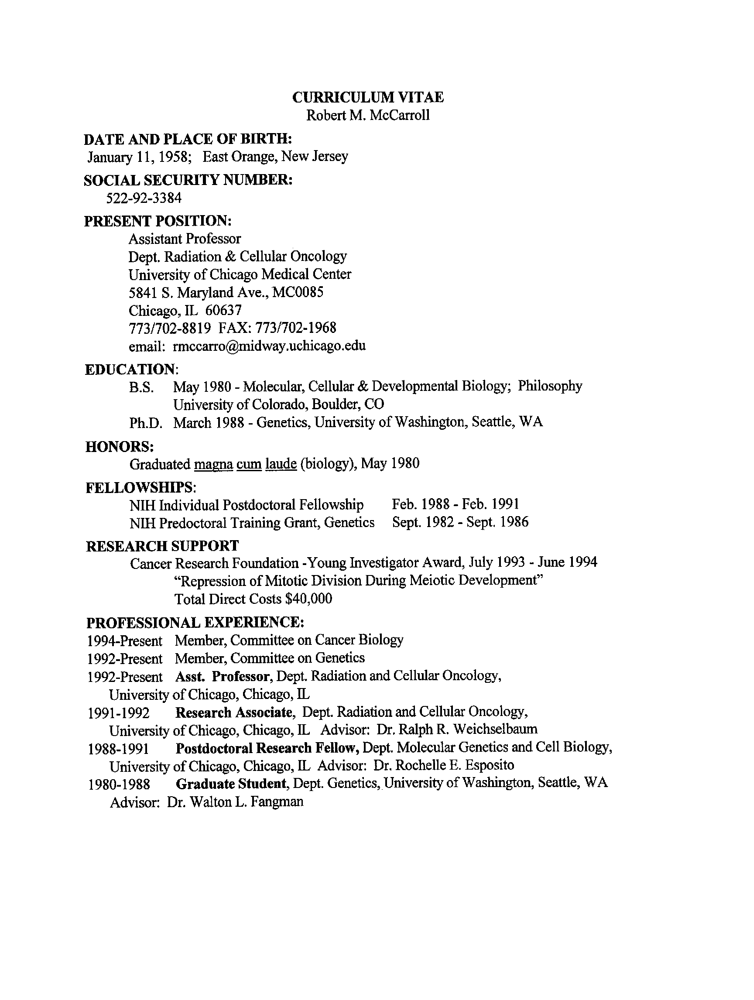 CURRICULUM VITAE
Robert M. McCarroll
DATE AND PLACE OF BIRTH:
January 11, 1958; East Orange, New Jersey
SOCIAL SECURITY NUMBER:
522-92-3384
PRESENT POSITION:
Assistant Professor
Dept. Radiation & Cellular Oncology
University of Chicago Medical Center
5841 S. Maryland Ave., MC0085
Chicago, IL 60637
773/702-8819 FAX: 773/702-1968
email: rmccarro@midway.uchicago.edu
EDUCATION:
B.S. May 1980 - Molecular, Cellular & Developmental Biology; Philosophy
University of Colorado, Boulder, CO
Ph.D. March 1988 - Genetics, University of Washington, Seattle, WA
HONORS:
Graduated magna cum laude (biology), May 1980
FELLOWSHIPS:
NIH Individual Postdoctoral Fellowship Feb. 1988 - Feb. 1991
NIH Predoctoral Training Grant, Genetics Sept. 1982 - Sept. 1986
RESEARCH SUPPORT
Cancer Research Foundation -Young Investigator Award, July 1993 - June 1994
“Repression of Mitotic Division During Meiotic Development”
Total Direct Costs $40,000
PROFESSIONAL EXPERIENCE:
1994-Present Member, Committee on Cancer Biology
1992-Present Member, Committee on Genetics
1992-Present Asst. Professor, Dept. Radiation and Cellular Oncology,
University of Chicago, Chicago, IL
1991-1992 Research Associate, Dept. Radiation and Cellular Oncology,
University of Chicago, Chicago, IL Advisor: Dr. Ralph R. Weichselbaum
1988-1991 Postdoctoral Research Fellow, Dept. Molecular Genetics and Cell Biology,
University of Chicago, Chicago, IL Advisor: Dr. Rochelle E. Esposito
1980-1988 Graduate Student, Dept. Genetics, University of Washington, Seattle, WA
Advisor: Dr. Walton L. Fangman